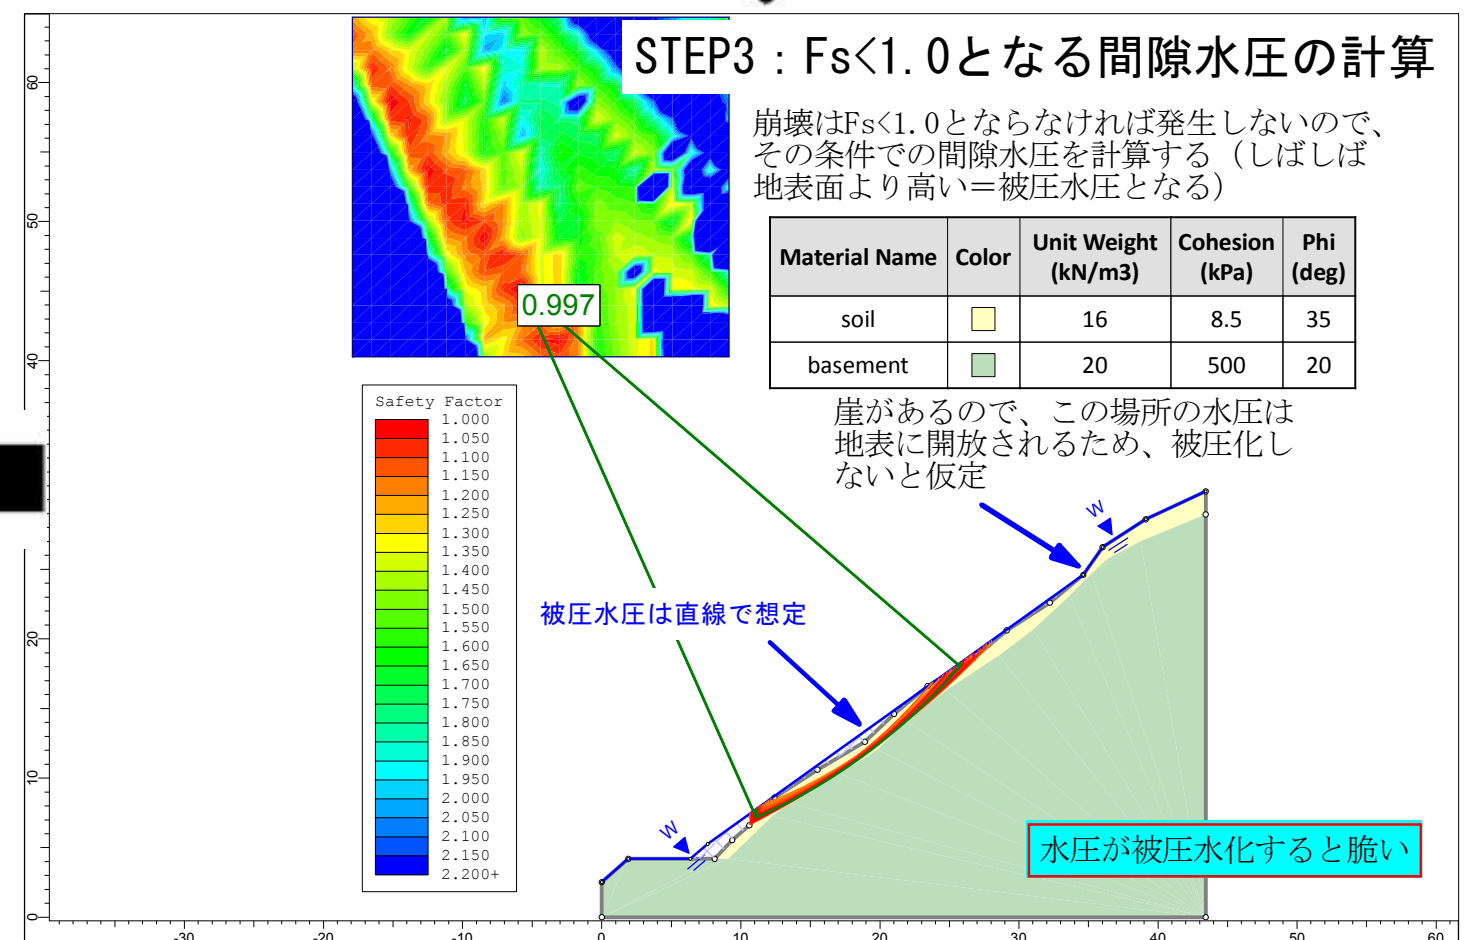 STEP3：Fs<1.0となる間隙水圧の計算
崩壊はFs<1.0とならなければ発生しないので、
その条件での間隙水圧を計算する（しばしば
地表面より高い＝被圧水圧となる）
Material Name Color Unit Weight (kN/m3) Cohesion (kPa) Phi (deg)
soil 16 8.5 35
basement 20 500 20
0.997
崖があるので、この場所の水圧は
地表に開放されるため、被圧化し
ないと仮定
Safety Factor
1.000
1.050
1.100
1.150
1.200
1.250
1.300
1.350
1.400
1.450
1.500
1.550
1.600
1.650
1.700
1.750
1.800
1.850
1.900
1.950
2.000
2.050
2.100
2.150
2.200+
被圧水圧は直線で想定
W
W
水圧が被圧水化すると脆い
60
50
40
20
10
0
-30 -20 -10 0 10 20 30 40 50 60